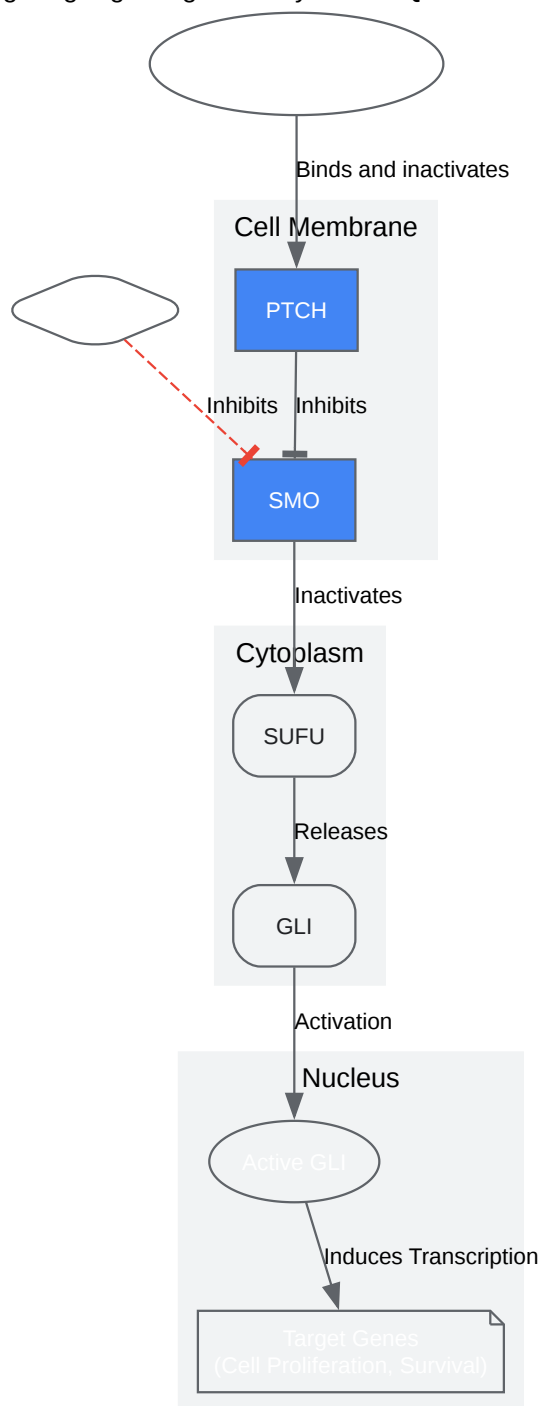 Binds and inactivates
Cell Membrane
PTCH
Inhibits
Inhibits
SMO
Inactivates
Cytoplasm
SUFU
Releases
GLI
Activation
Nucleus
Active GLI
Induces Transcription
Target Genes
(Cell Proliferation, Survival)